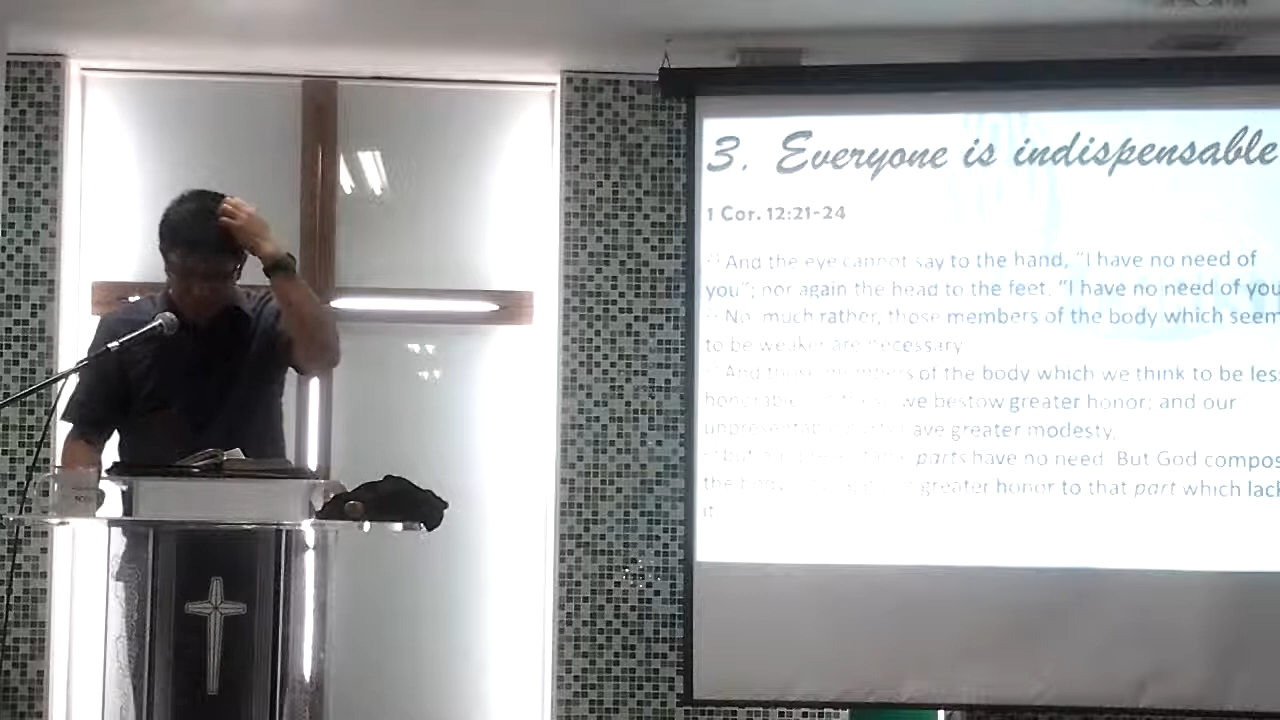 3. Everyone is indispensable
1 Cor. 12:21-24
And the eye cannot say to the hand, "I have no need of
you"; nor again the head to the feet, "I have no need of you
No, much rather, those members of the body which seem
to be weaker are necessary
And those members of the body which we think to be les
we bestow greater honor; and our
have greater modesty,
parts have no need. But God compos
greater honor to that part which lack
it